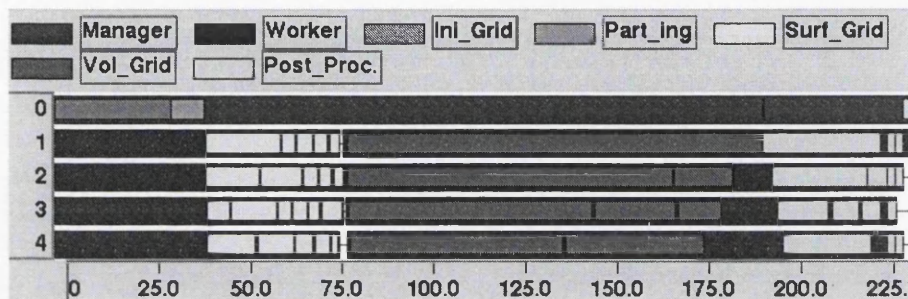 Manager Worker Ini_Grid Part_ing Surf_Grid
Vol_Grid Post_Proc.
0
1
2
3
4
0 25.0 50.0 75.0 100.0 125.0 150.0 175.0 200.0 225.